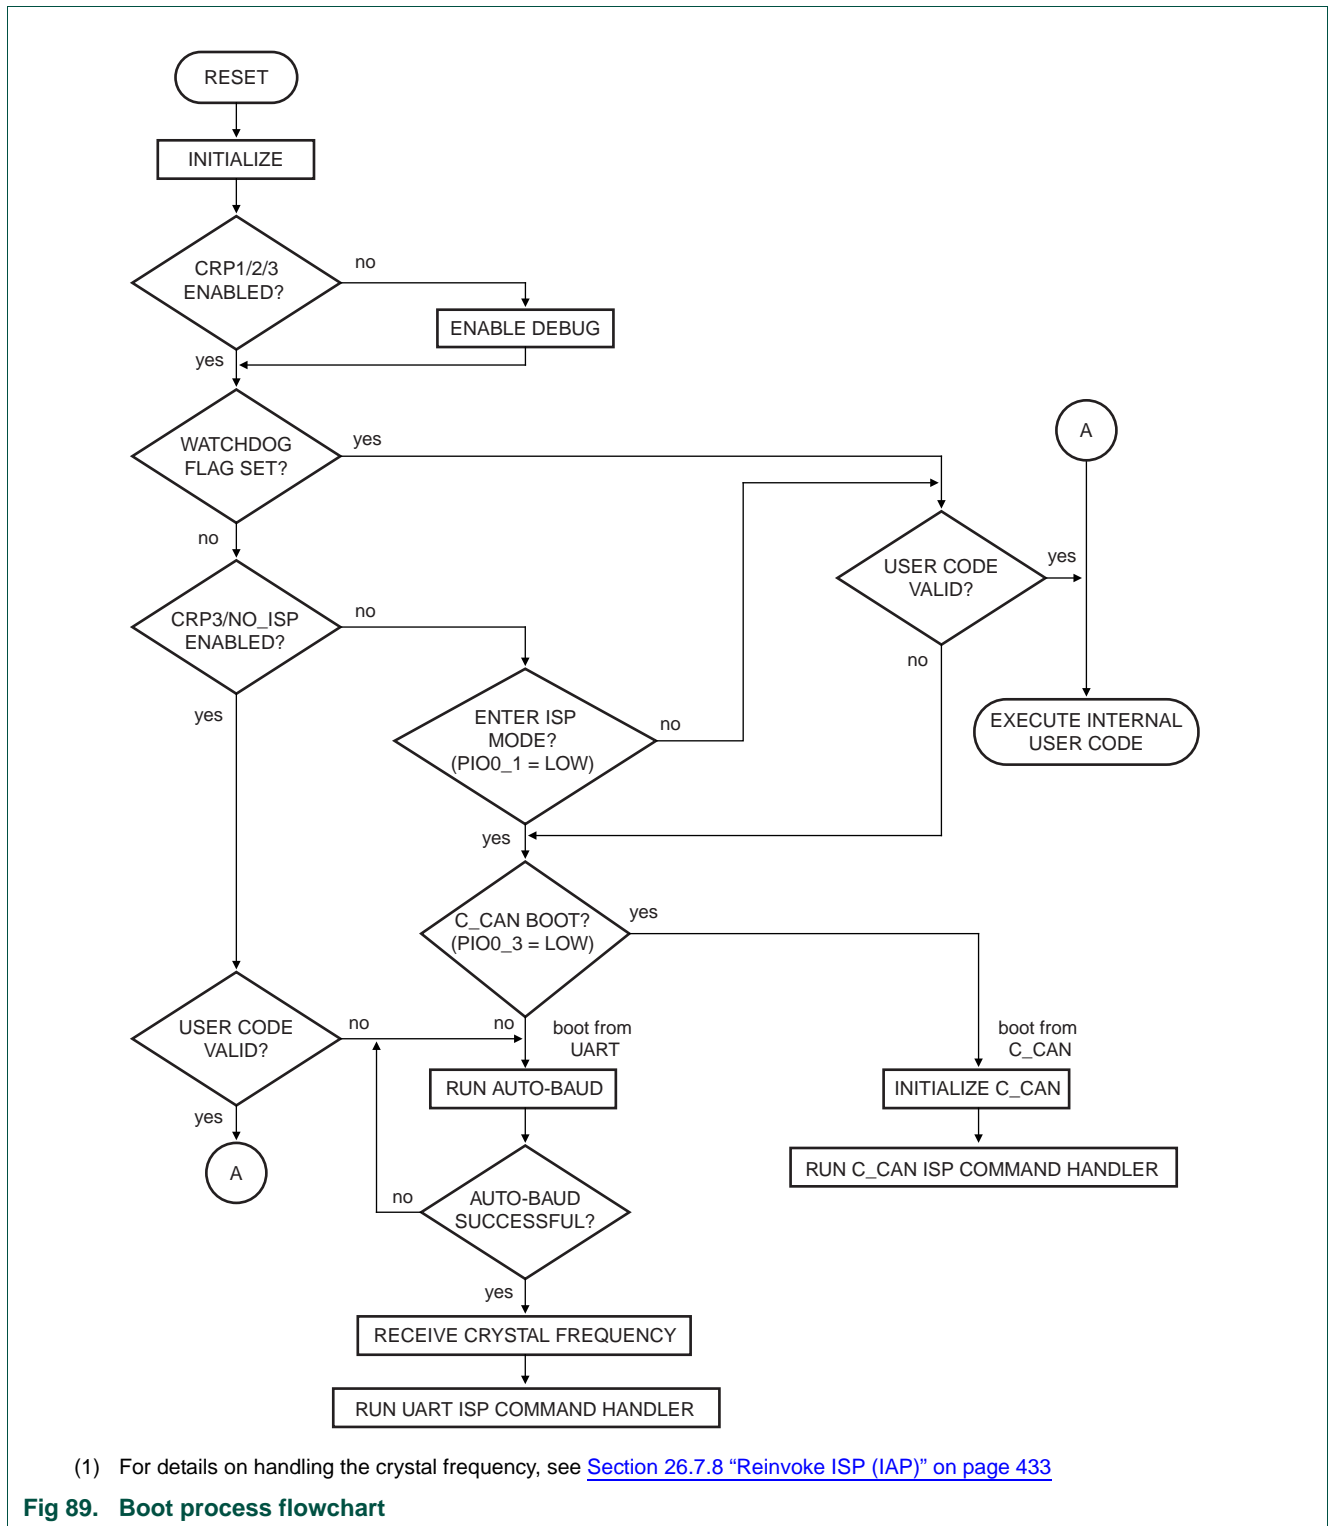 RESET
INITIALIZE
CRP1/2/3
ENABLED?
no
ENABLE DEBUG
yes
WATCHDOG
FLAG SET?
yes
A
no
USER CODE
VALID?
yes
CRP3/NO_ISP
ENABLED?
no
no
yes
ENTER ISP
MODE?
(PIO0_1 = LOW)
no
EXECUTE INTERNAL
USER CODE
yes
C_CAN BOOT?
(PIO0_3 = LOW)
yes
USER CODE
VALID?
no
no
boot from
UART
boot from
C_CAN
RUN AUTO-BAUD
INITIALIZE C_CAN
yes
A
RUN C_CAN ISP COMMAND HANDLER
no
AUTO-BAUD
SUCCESSFUL?
yes
RECEIVE CRYSTAL FREQUENCY
RUN UART ISP COMMAND HANDLER
(1) For details on handling the crystal frequency, see Section 26.7.8 “Reinvoke ISP (IAP)” on page 433
Fig 89. Boot process flowchart